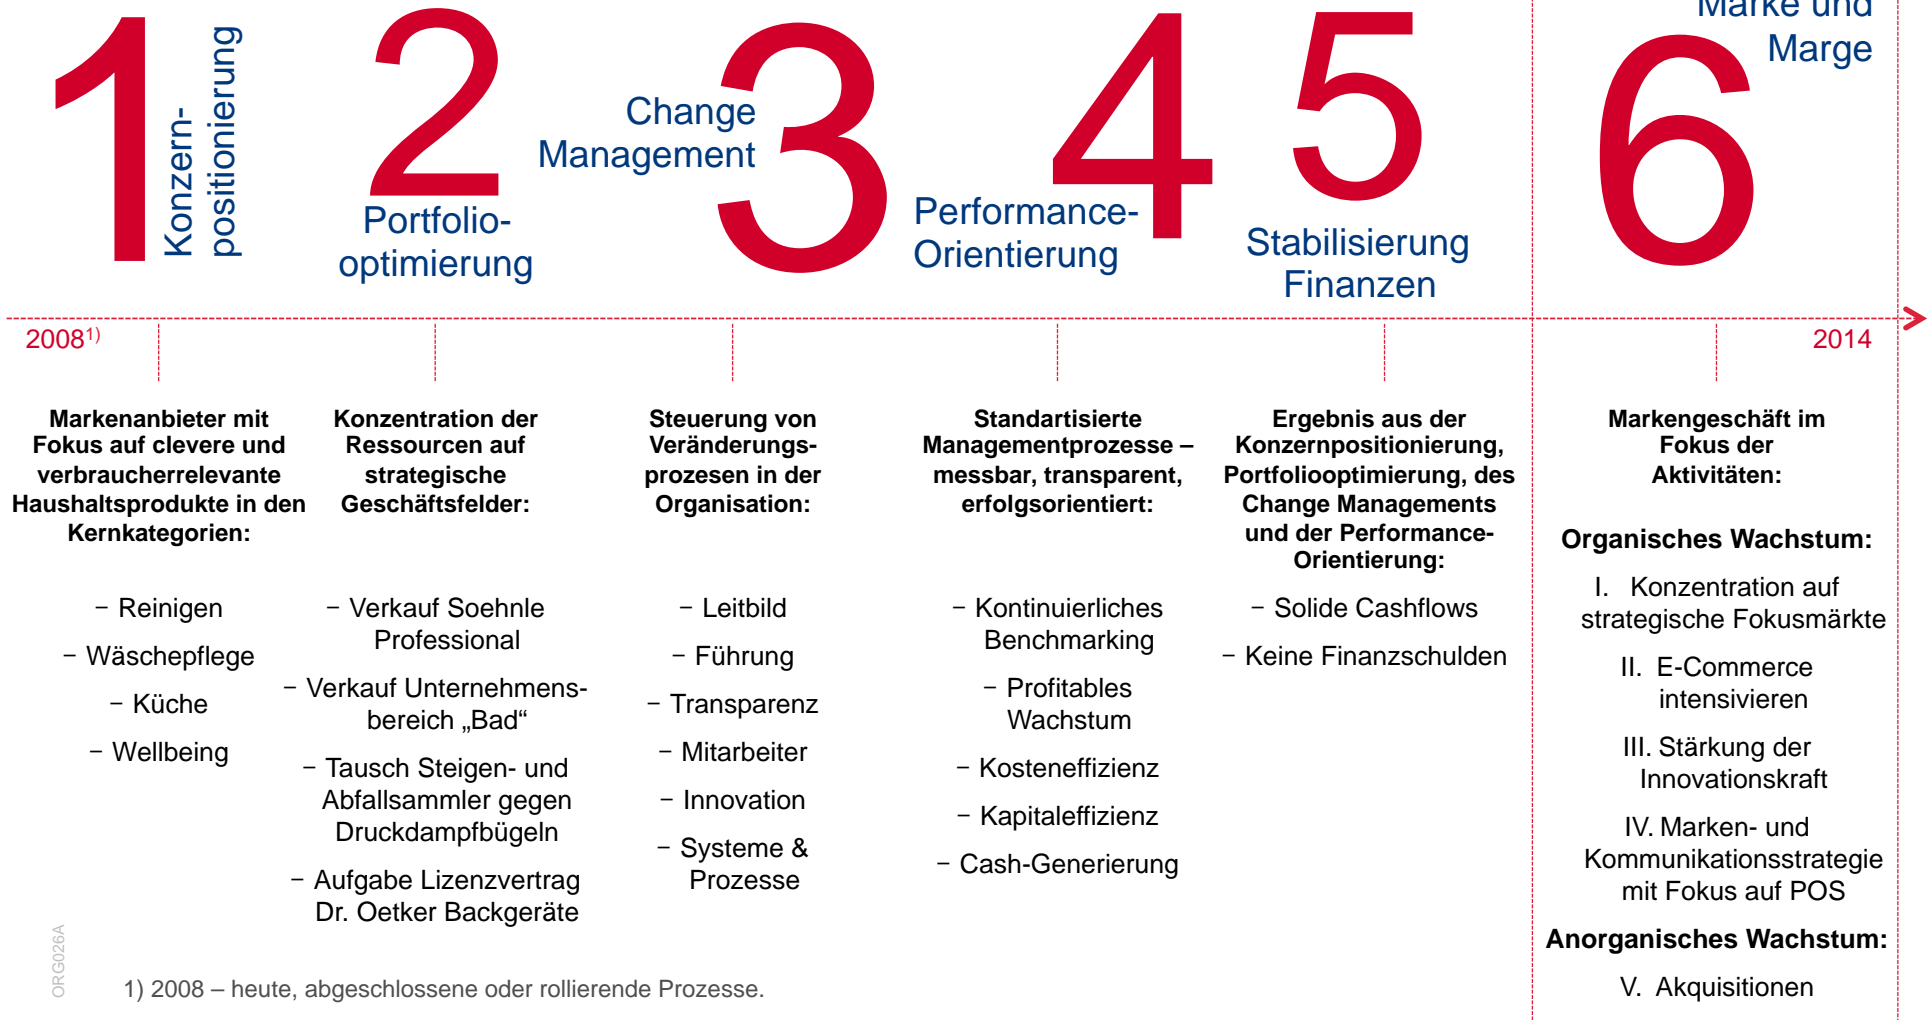 1
Konzern-
positionierung
2
Portfolio-
optimierung
Change
Management
3
4
Performance-
Orientierung
5
Stabilisierung
Finanzen
Marke und
Marge
6
2008¹⁾
2014
Markenanbieter mit
Fokus auf clevere und
verbraucherrelevante
Haushaltsprodukte in den
Kernkategorien:
– Reinigen
– Wäschepflege
– Küche
– Wellbeing
Konzentration der
Ressourcen auf
strategische
Geschäftsfelder:
– Verkauf Soehnle
Professional
– Verkauf Unternehmens-
bereich „Bad“
– Tausch Steigen- und
Abfallsammler gegen
Druckdampfbügeln
– Aufgabe Lizenzvertrag
Dr. Oetker Backgeräte
Steuerung von
Veränderungs-
prozesen in der
Organisation:
– Leitbild
– Führung
– Transparenz
– Mitarbeiter
– Innovation
– Systeme &
Prozesse
Standartisierte
Managementprozesse –
messbar, transparent,
erfolgsorientiert:
– Kontinuierliches
Benchmarking
– Profitables
Wachstum
– Kosteneffizienz
– Kapitaleffizienz
– Cash-Generierung
Ergebnis aus der
Konzernpositionierung,
Portfoliooptimierung, des
Change Managements
und der Performance-
Orientierung:
– Solide Cashflows
– Keine Finanzschulden
Markengeschäft im
Fokus der
Aktivitäten:
Organisches Wachstum:
I. Konzentration auf
strategische Fokusmärkte
II. E-Commerce
intensivieren
III. Stärkung der
Innovationskraft
IV. Marken- und
Kommunikationsstrategie
mit Fokus auf POS
Anorganisches Wachstum:
V. Akquisitionen
ORG026A
1) 2008 – heute, abgeschlossene oder rollierende Prozesse.